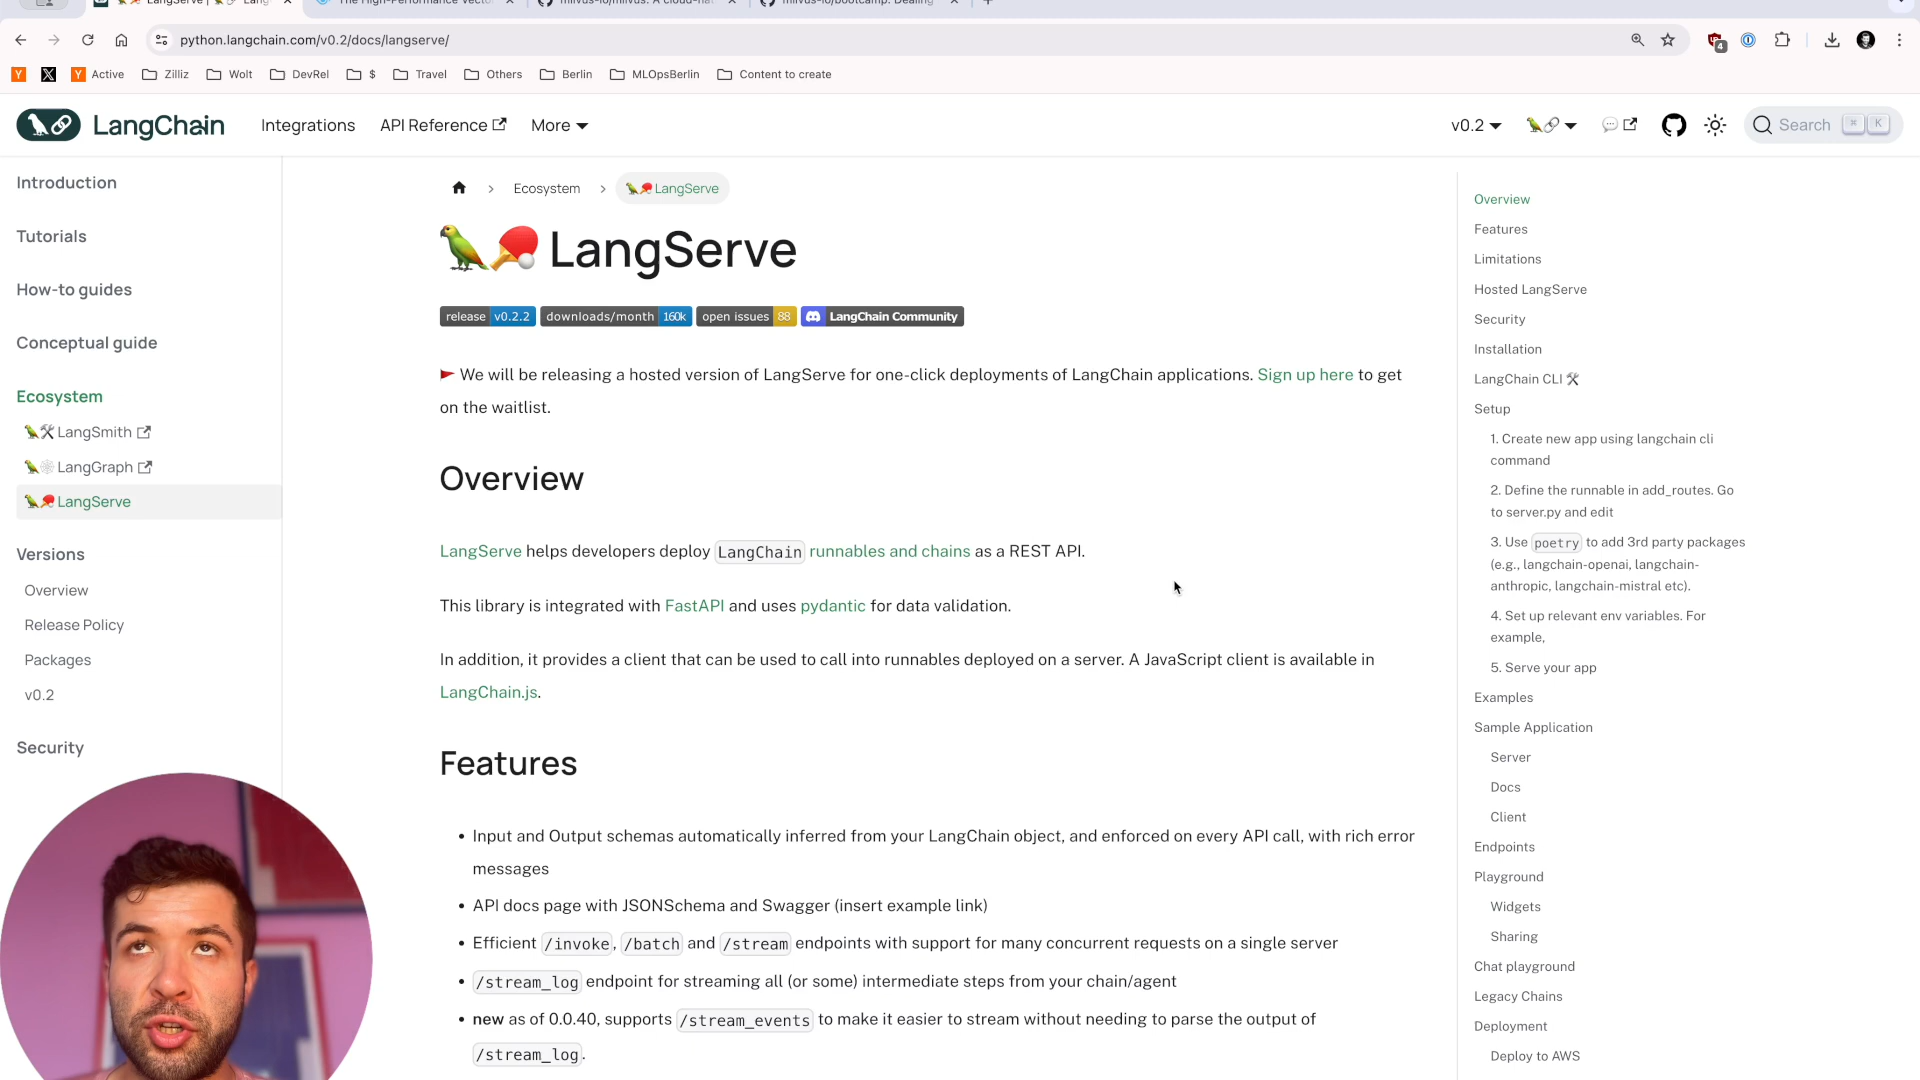 LangServe | Lang
The High-Performance Vecto
milvus-io/milvus: A cloud-nat
milvus-io/bootcamp: Dealing
python.langchain.com/v0.2/docs/langserve/
4
Active
Zilliz
Wolt
DevRel
$
Travel
Others
Berlin
MLOpsBerlin
Content to create
LangChain
Integrations
API Reference
More
v0.2
Search
K
Introduction
Tutorials
How-to guides
Conceptual guide
Ecosystem
LangSmith
LangGraph
LangServe
Versions
Overview
Release Policy
Packages
v0.2
Security
Ecosystem
LangServe
LangServe
release v0.2.2
downloads/month 160k
open issues 88
LangChain Community
We will be releasing a hosted version of LangServe for one-click deployments of LangChain applications. Sign up here to get
on the waitlist.
Overview
LangServe helps developers deploy LangChain runnables and chains as a REST API.
This library is integrated with FastAPI and uses pydantic for data validation.
In addition, it provides a client that can be used to call into runnables deployed on a server. A JavaScript client is available in
LangChain.js.
Features
• Input and Output schemas automatically inferred from your LangChain object, and enforced on every API call, with rich error
messages
• API docs page with JSONSchema and Swagger (insert example link)
• Efficient /invoke, /batch and /stream endpoints with support for many concurrent requests on a single server
• /stream_log endpoint for streaming all (or some) intermediate steps from your chain/agent
• new as of 0.0.40, supports /stream_events to make it easier to stream without needing to parse the output of
/stream_log.
Overview
Features
Limitations
Hosted LangServe
Security
Installation
LangChain CLI
Setup
1. Create new app using langchain cli
command
2. Define the runnable in add_routes. Go
to server.py and edit
3. Use poetry to add 3rd party packages
(e.g., langchain-openai, langchain-
anthropic, langchain-mistral etc).
4. Set up relevant env variables. For
example,
5. Serve your app
Examples
Sample Application
Server
Docs
Client
Endpoints
Playground
Widgets
Sharing
Chat playground
Legacy Chains
Deployment
Deploy to AWS